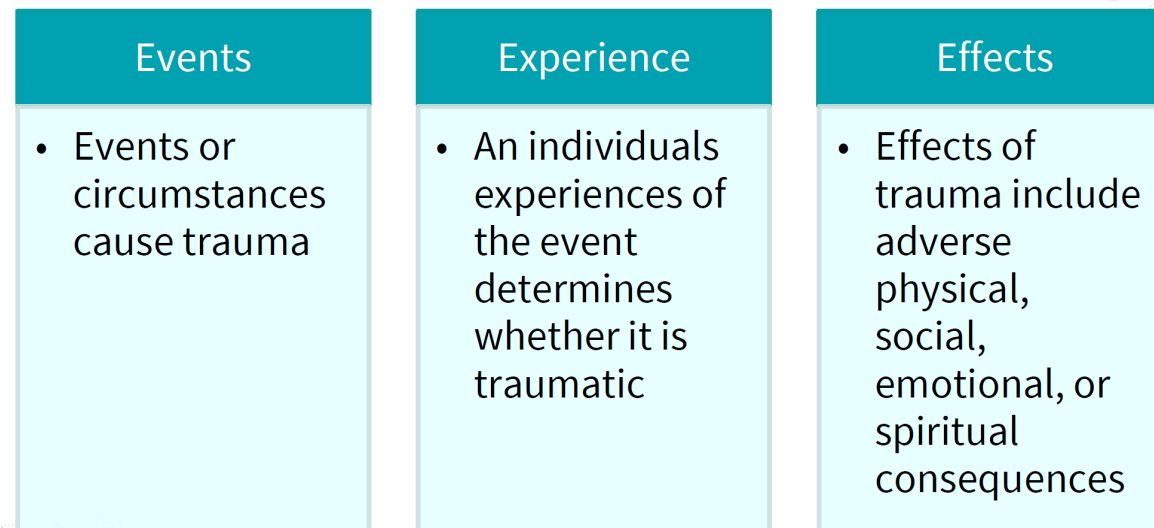 Events
• Events or
circumstances
cause trauma
Experience
• An individuals
experiences of
the event
determines
whether it is
traumatic
Effects
• Effects of
trauma include
adverse
physical,
social,
emotional, or
spiritual
consequences